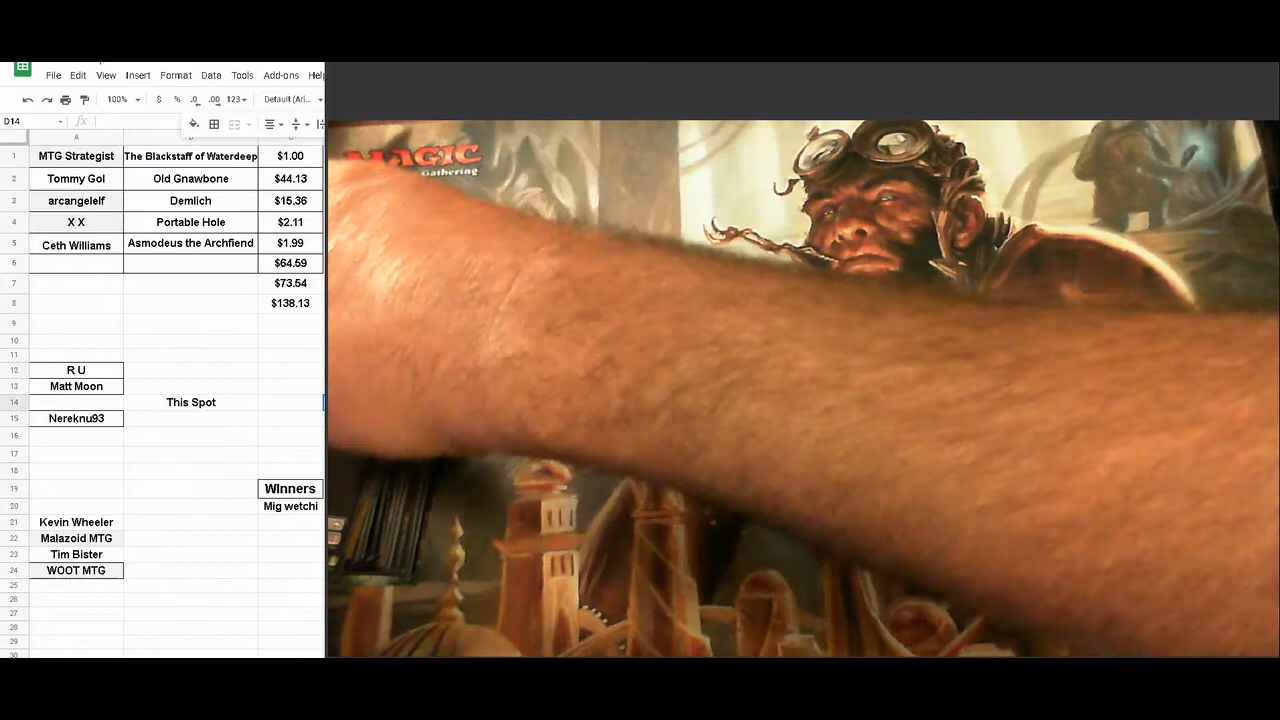 File Edit View Insert Format Data Tools Add-ons Help
100% $ % .0 .00 123 Default (Ari...
D14 fx
A
1 MTG Strategist The Blackstaff of Waterdeep $1.00
2 Tommy Gol Old Gnawbone $44.13
3 arcangelelf Demlich $15.36
4 X X Portable Hole $2.11
5 Ceth Williams Asmodeus the Archfiend $1.99
6 $64.59
7 $73.54
8 $138.13
9
10
11
12 R U
13 Matt Moon
14 This Spot
15 Nereknu93
16
17
18
19 WInners
20 Mig wetchi
21 Kevin Wheeler
22 Malazoid MTG
23 Tim Bister
24 WOOT MTG
25
26
27
28
29
30
MAGIC
Gathering